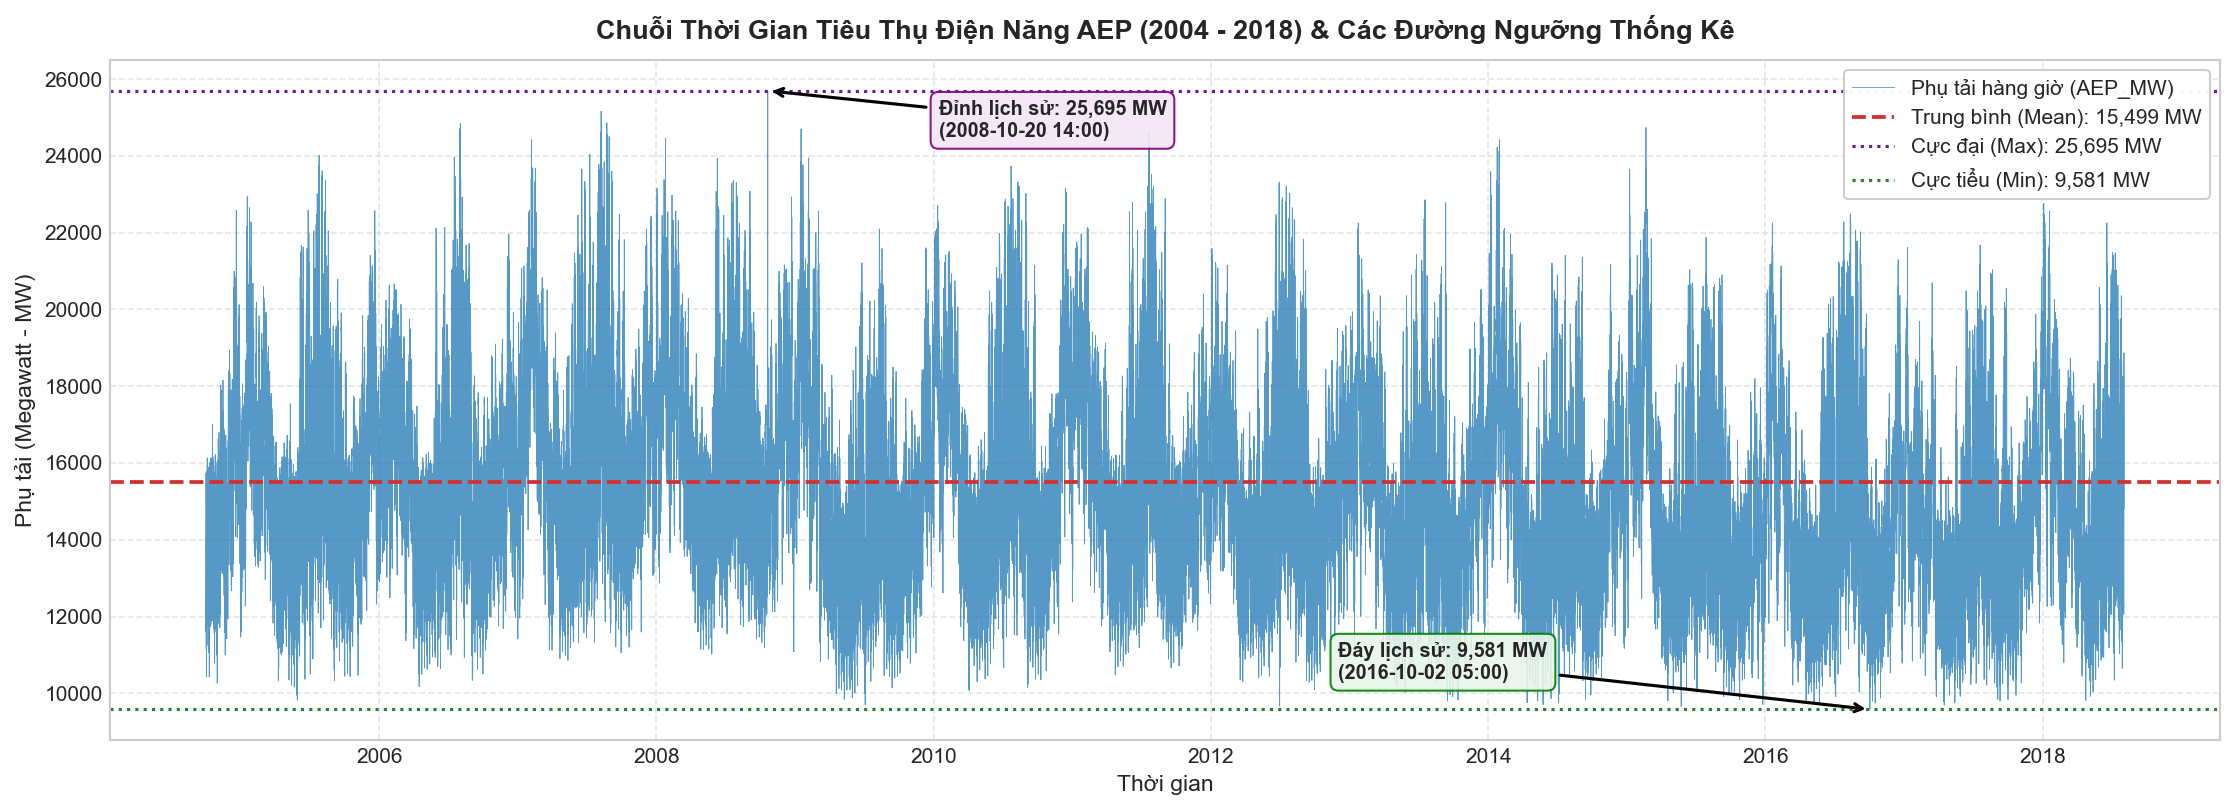 Chuỗi Thời Gian Tiêu Thụ Điện Năng AEP (2004 - 2018) & Các Đường Ngưỡng Thống Kê
Phụ tải (Megawatt - MW)
26000
24000
22000
20000
18000
16000
14000
12000
10000
Đỉnh lịch sử: 25,695 MW
(2008-10-20 14:00)
Phụ tải hàng giờ (AEP_MW)
Trung bình (Mean): 15,499 MW
Cực đại (Max): 25,695 MW
Cực tiểu (Min): 9,581 MW
Đáy lịch sử: 9,581 MW
(2016-10-02 05:00)
2006
2008
2010
2012
2014
2016
2018
Thời gian